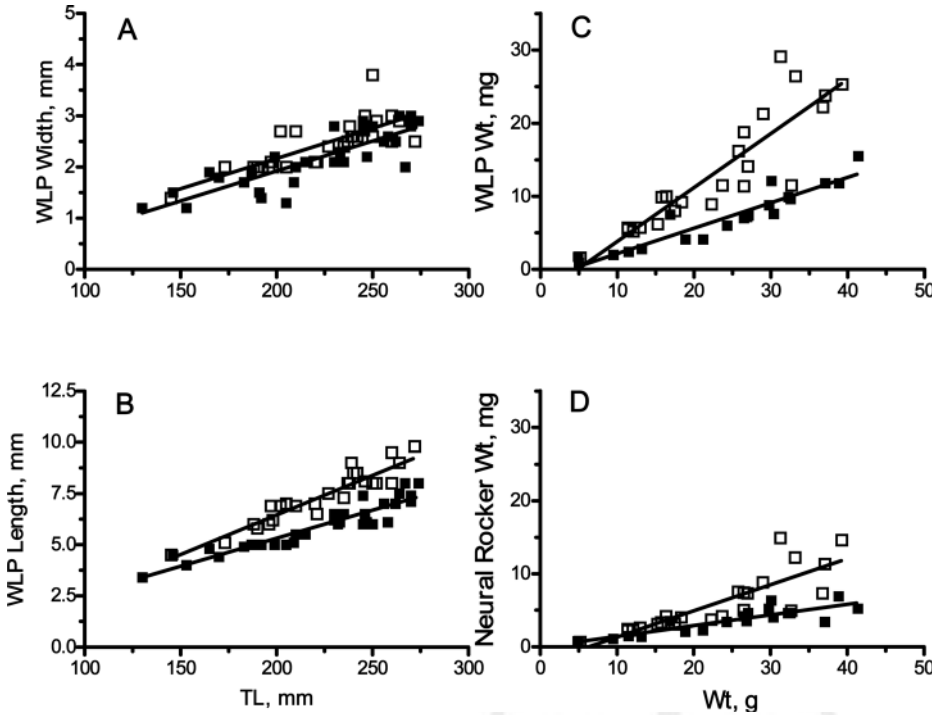 A
WLP Width, mm
5
4
3
2
1
0
100 150 200 250 300
C
WLP Wt, mg
30
20
10
0
0 10 20 30 40 50
B
WLP Length, mm
12.5
10.0
7.5
5.0
2.5
0.0
100 150 200 250 300
TL, mm
D
Neural Rocker Wt, mg
30
20
10
0
0 10 20 30 40 50
Wt, g